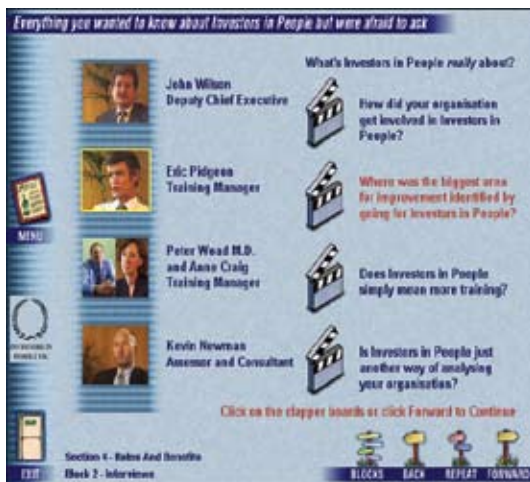 Everything you wanted to know about Investors in People but were afraid to ask
What's Investors in People really about?
John Wilson
Deputy Chief Executive
How did your organisation
get involved in Investors in
People?
Eric Pidgeon
Training Manager
Where was the biggest area
for improvement identified by
going for Investors in People?
MENU
Peter Wead M.D.
and Anne Craig
Training Manager
Does Investors in People
simply mean more training?
INVESTORS IN
PEOPLE
Kevin Newman
Assessor and Consultant
Is Investors in People just
another way of analysing
your organisation?
Click on the clapper boards or click Forward to Continue
Section 4 - Roles And Benefits
Block 2 - Interviews
EXIT
BLOCKS
BACK
REPEAT
FORWARD